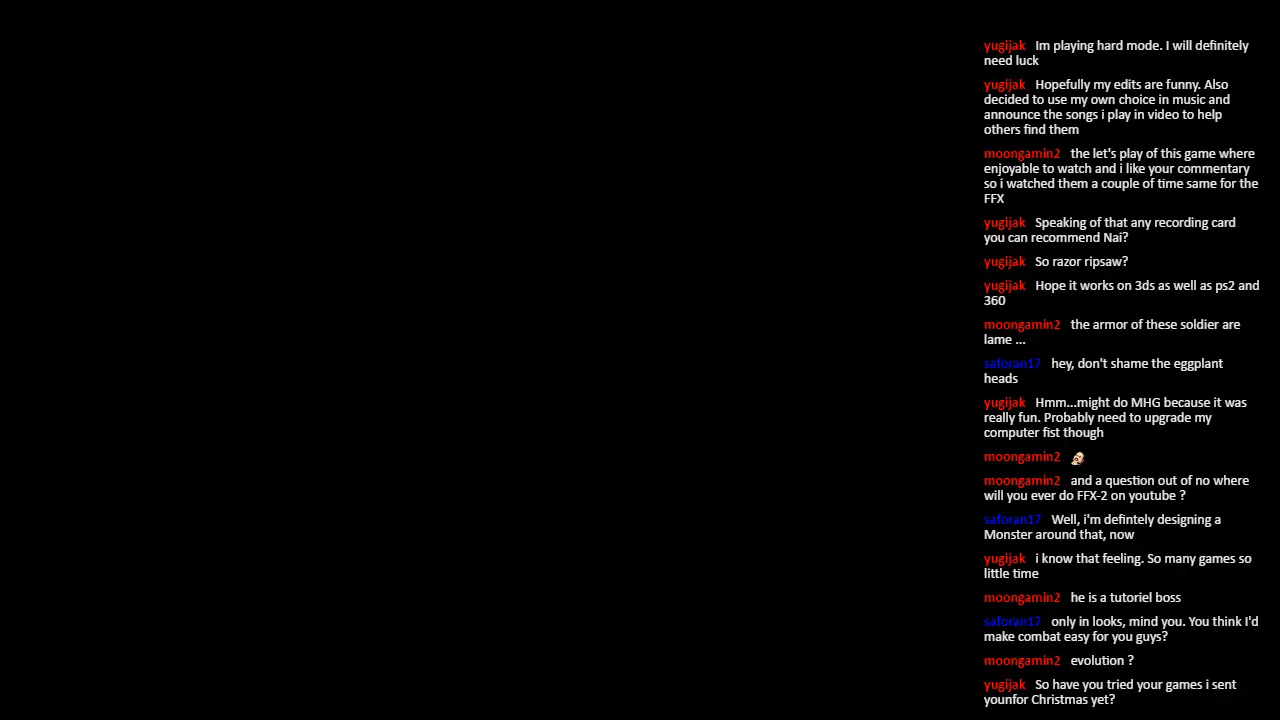 yugijak Im playing hard mode. I will definitely
need luck
yugijak Hopefully my edits are funny. Also
decided to use my own choice in music and
announce the songs i play in video to help
others find them
moongamin2 the let's play of this game where
enjoyable to watch and i like your commentary
so i watched them a couple of time same for the
FFX
yugijak Speaking of that any recording card
you can recommend Nai?
yugijak So razor ripsaw?
yugijak Hope it works on 3ds as well as ps2 and
360
moongamin2 the armor of these soldier are
lame ...
saforan17 hey, don't shame the eggplant
heads
yugijak Hmm...might do MHG because it was
really fun. Probably need to upgrade my
computer fist though
moongamin2
moongamin2 and a question out of no where
will you ever do FFX-2 on youtube ?
saforan17 Well, i'm defintely designing a
Monster around that, now
yugijak i know that feeling. So many games so
little time
moongamin2 he is a tutoriel boss
saforan17 only in looks, mind you. You think I'd
make combat easy for you guys?
moongamin2 evolution ?
yugijak So have you tried your games i sent
younfor Christmas yet?